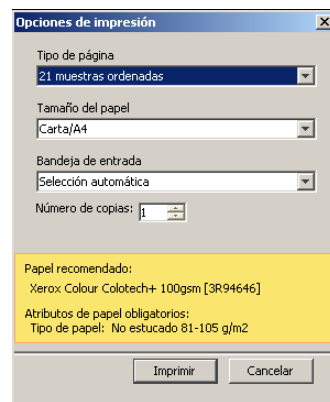 Opciones de impresión
Tipo de página
21 muestras ordenadas
Tamaño del papel
Carta/A4
Bandeja de entrada
Selección automática
Número de copias: 1
Papel recomendado:
Xerox Colour Colotech+ 100gsm [3R94646]
Atributos de papel obligatorios:
Tipo de papel: No estucado 81-105 g/m2
Imprimir Cancelar